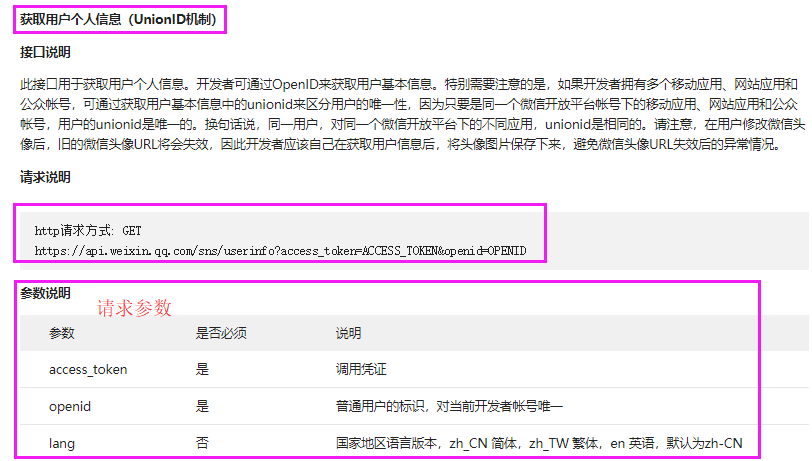 获取用户个人信息（UnionID机制）
接口说明
此接口用于获取用户个人信息。开发者可通过OpenID来获取用户基本信息。特别需要注意的是，如果开发者拥有多个移动应用、网站应用和
公众帐号，可通过获取用户基本信息中的unionid来区分用户的唯一性，因为只要是同一个微信开放平台帐号下的移动应用、网站应用和公众
帐号，用户的unionid是唯一的。换句话说，同一用户，对同一个微信开放平台下的不同应用，unionid是相同的。请注意，在用户修改微信头
像后，旧的微信头像URL将会失效，因此开发者应该自己在获取用户信息后，将头像图片保存下来，避免微信头像URL失效后的异常情况。
请求说明
http请求方式: GET
https://api.weixin.qq.com/sns/userinfo?access_token=ACCESS_TOKEN&openid=OPENID
参数说明
请求参数
参数 是否必须 说明
access_token 是 调用凭证
openid 是 普通用户的标识，对当前开发者帐号唯一
lang 否 国家地区语言版本，zh_CN 简体，zh_TW 繁体，en 英语，默认为zh-CN